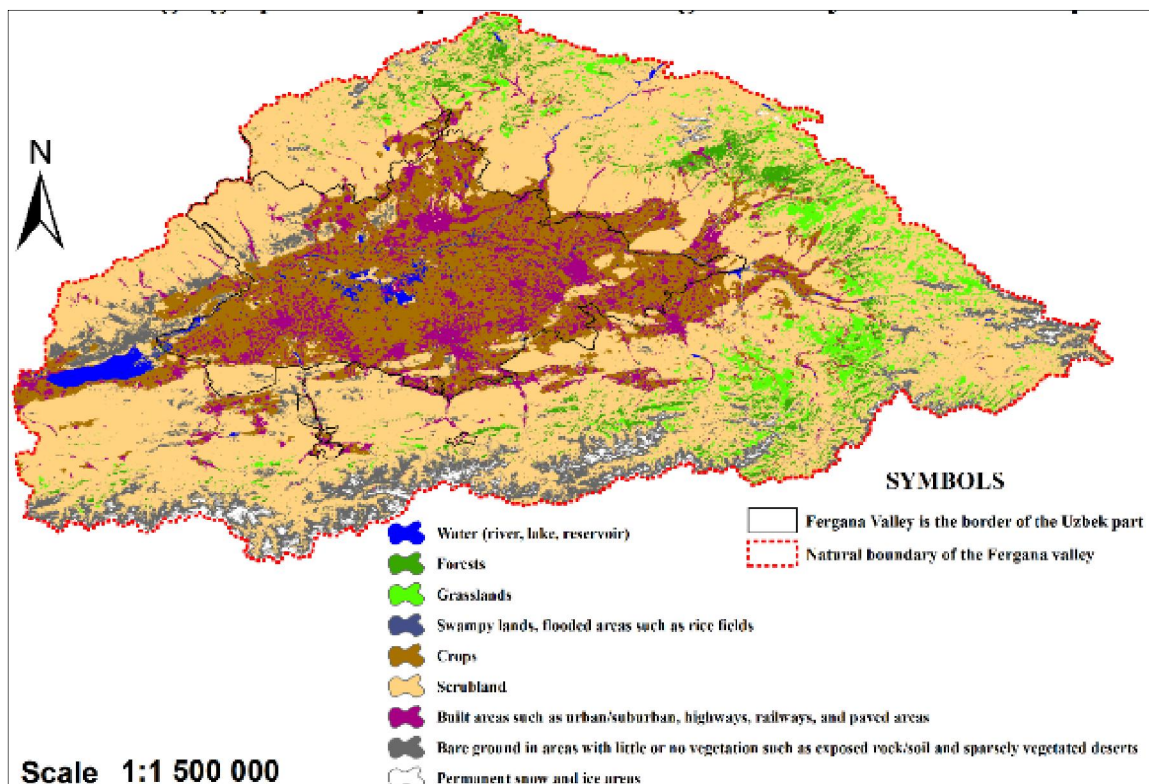 N
SYMBOLS
Fergana Valley is the border of the Uzbek part
Natural boundary of the Fergana valley
Water (river, lake, reservoir)
Forests
Grasslands
Swampy lands, flooded areas such as rice fields
Crops
Scrubland
Built areas such as urban/suburban, highways, railways, and paved areas
Bare ground in areas with little or no vegetation such as exposed rock/soil and sparsely vegetated deserts
Permanent snow and ice areas
Scale 1:1 500 000